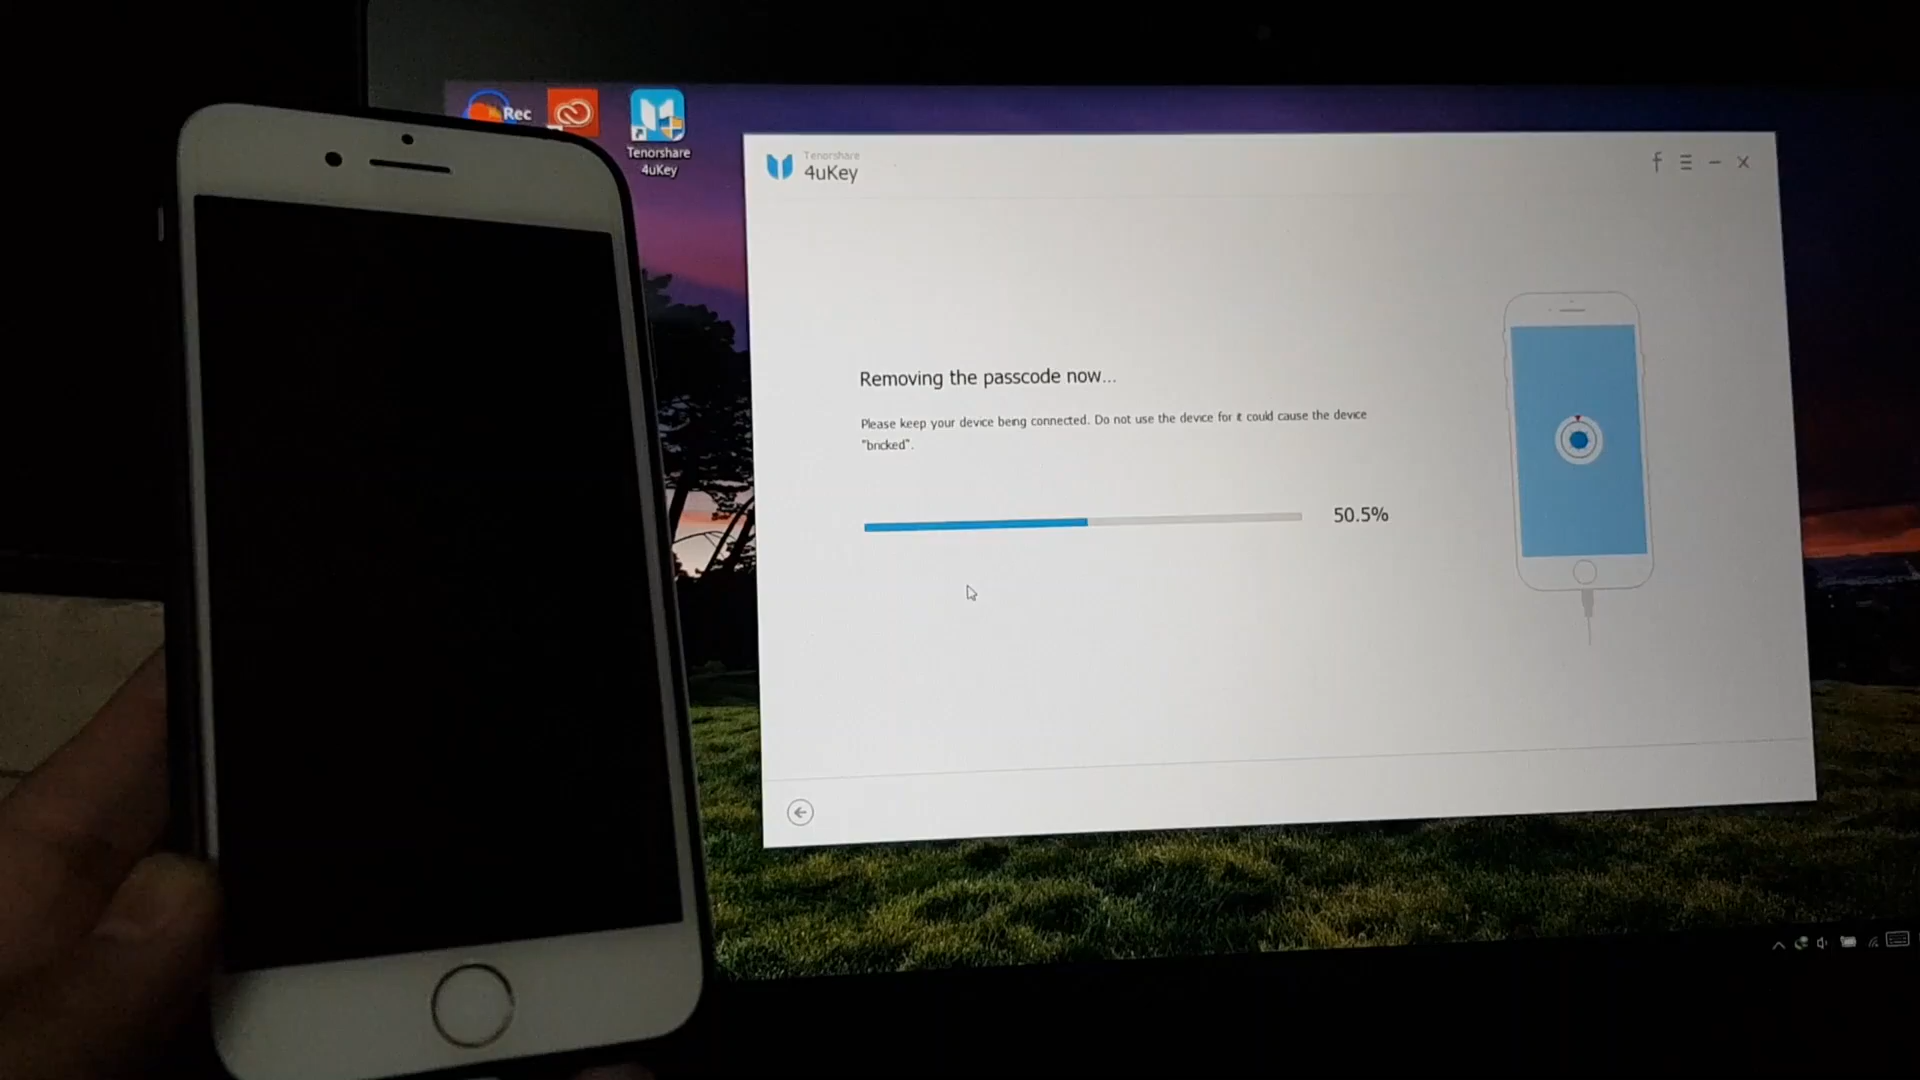 Rec
Tenorshare
4uKey
Tenorshare
4uKey
Removing the passcode now...
Please keep your device being connected. Do not use the device for it could cause the device
"bricked".
50.5%